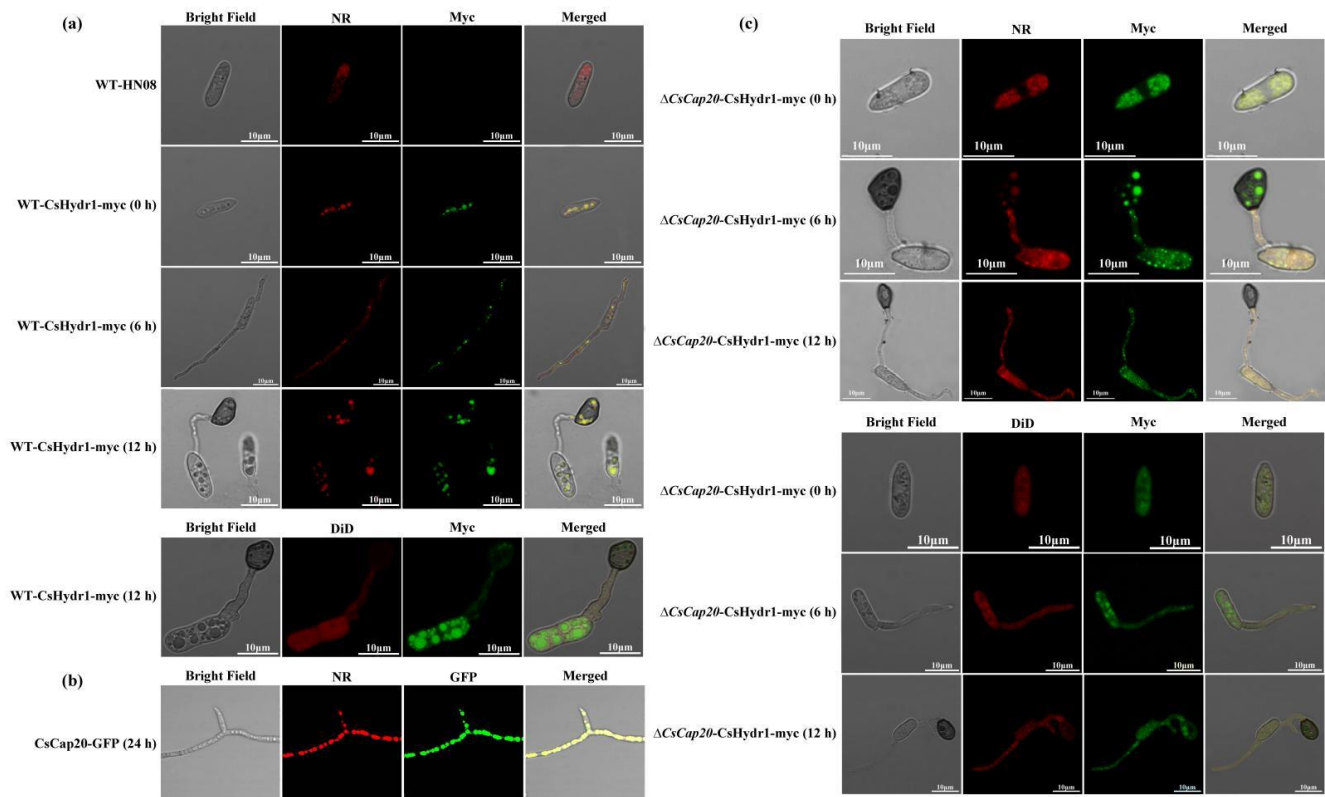 (a)
Bright Field NR Myc Merged
WT-HN08
10μm 10μm 10μm 10μm
WT-CsHydr1-myc (0 h)
10μm 10μm 10μm 10μm
WT-CsHydr1-myc (6 h)
10μm 10μm 10μm 10μm
WT-CsHydr1-myc (12 h)
10μm 10μm 10μm 10μm
Bright Field DiD Myc Merged
WT-CsHydr1-myc (12 h)
10μm 10μm 10μm 10μm
(b)
Bright Field NR GFP Merged
CsCap20-GFP (24 h)
(c)
Bright Field NR Myc Merged
ΔCsCap20-CsHydr1-myc (0 h)
10μm 10μm 10μm 10μm
ΔCsCap20-CsHydr1-myc (6 h)
10μm 10μm 10μm 10μm
ΔCsCap20-CsHydr1-myc (12 h)
10μm 10μm 10μm 10μm
Bright Field DiD Myc Merged
ΔCsCap20-CsHydr1-myc (0 h)
10μm 10μm 10μm 10μm
ΔCsCap20-CsHydr1-myc (6 h)
10μm 10μm 10μm 10μm
ΔCsCap20-CsHydr1-myc (12 h)
10μm 10μm 10μm 10μm